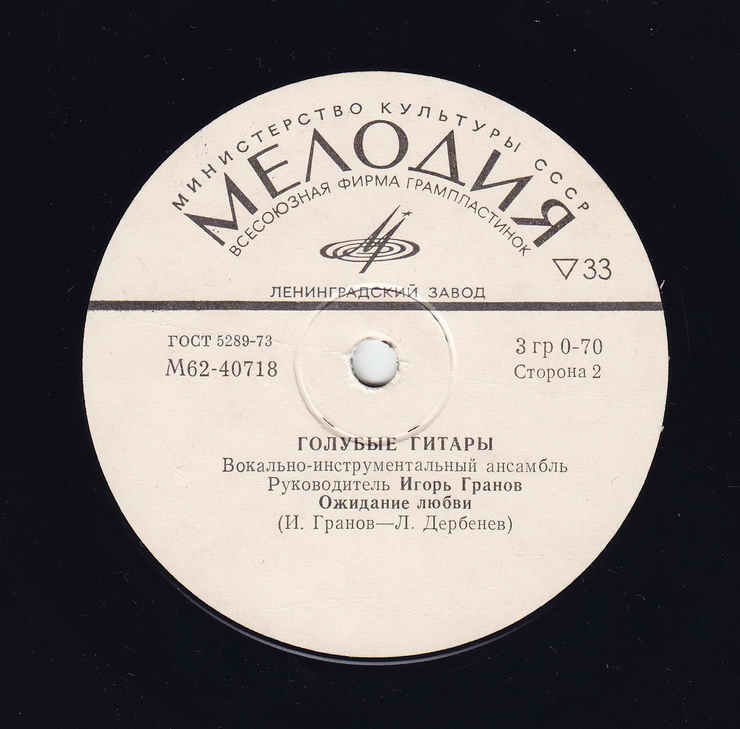 МИНИСТЕРСТВО КУЛЬТУРЫ СССР
МЕЛОДИЯ
ВСЕСОЮЗНАЯ ФИРМА ГРАМПЛАСТИНОК
▽33
ЛЕНИНГРАДСКИЙ ЗАВОД
ГОСТ 5289-73
М62-40718
3 гр 0-70
Сторона 2
ГОЛУБЫЕ ГИТАРЫ
Вокально-инструментальный ансамбль
Руководитель Игорь Гранов
Ожидание любви
(И. Гранов—Л. Дербенев)